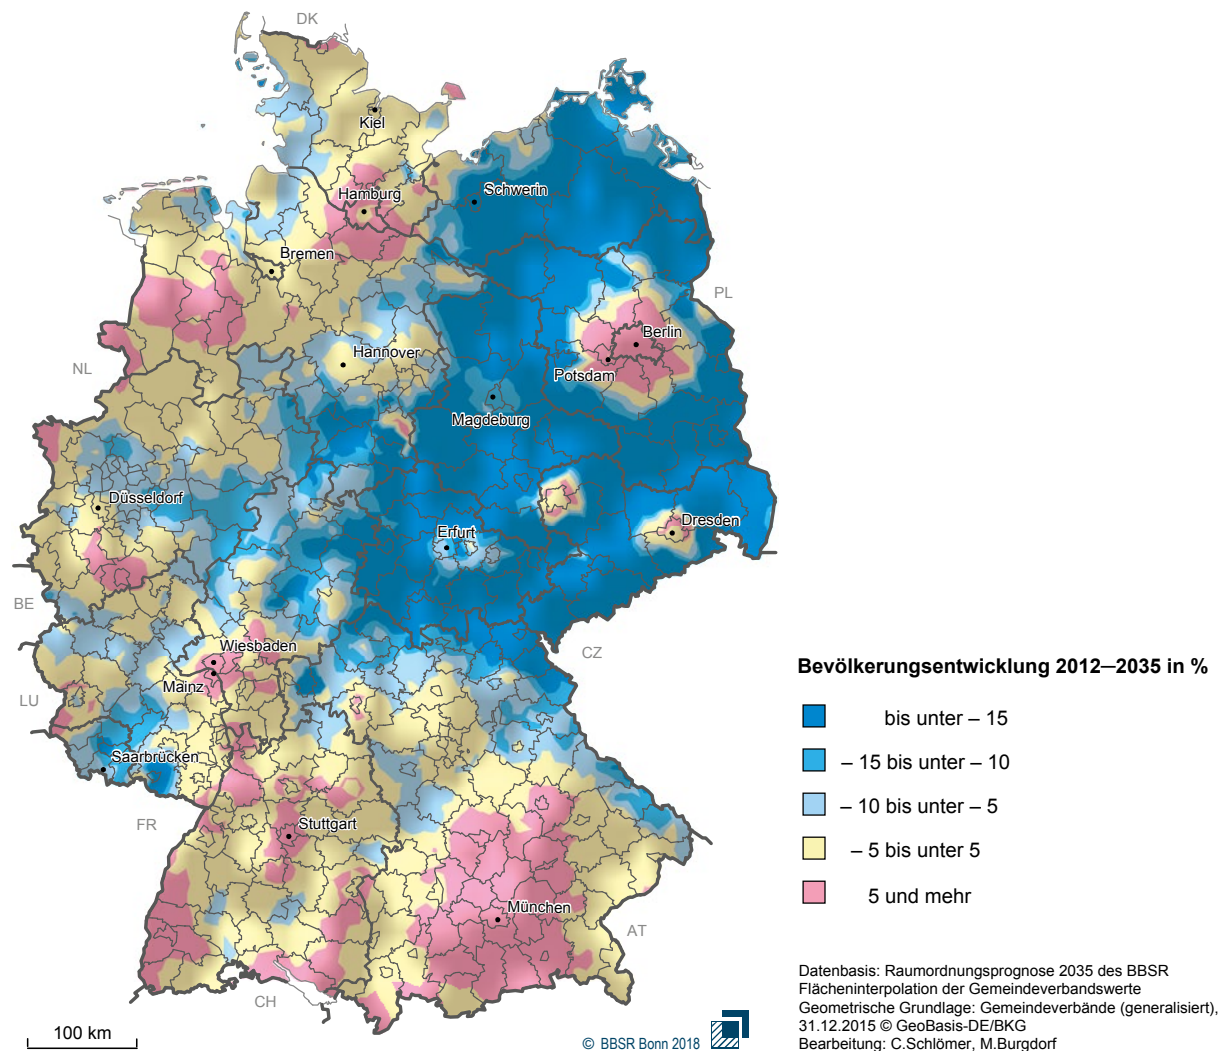 DK
Kiel
Hamburg
Schwerin
Bremen
PL
Berlin
Hannover
NL
Potsdam
Magdeburg
Düsseldorf
Dresden
Erfurt
BE
Wiesbaden
CZ
Mainz
LU
Saarbrücken
FR
Stuttgart
München
AT
CH
100 km
© BBSR Bonn 2018
Bevölkerungsentwicklung 2012–2035 in %
bis unter – 15
– 15 bis unter – 10
– 10 bis unter – 5
– 5 bis unter 5
5 und mehr
Datenbasis: Raumordnungsprognose 2035 des BBSR
Flächeninterpolation der Gemeindeverbandswerte
Geometrische Grundlage: Gemeindeverbände (generalisiert),
31.12.2015 © GeoBasis-DE/BKG
Bearbeitung: C.Schlömer, M.Burgdorf